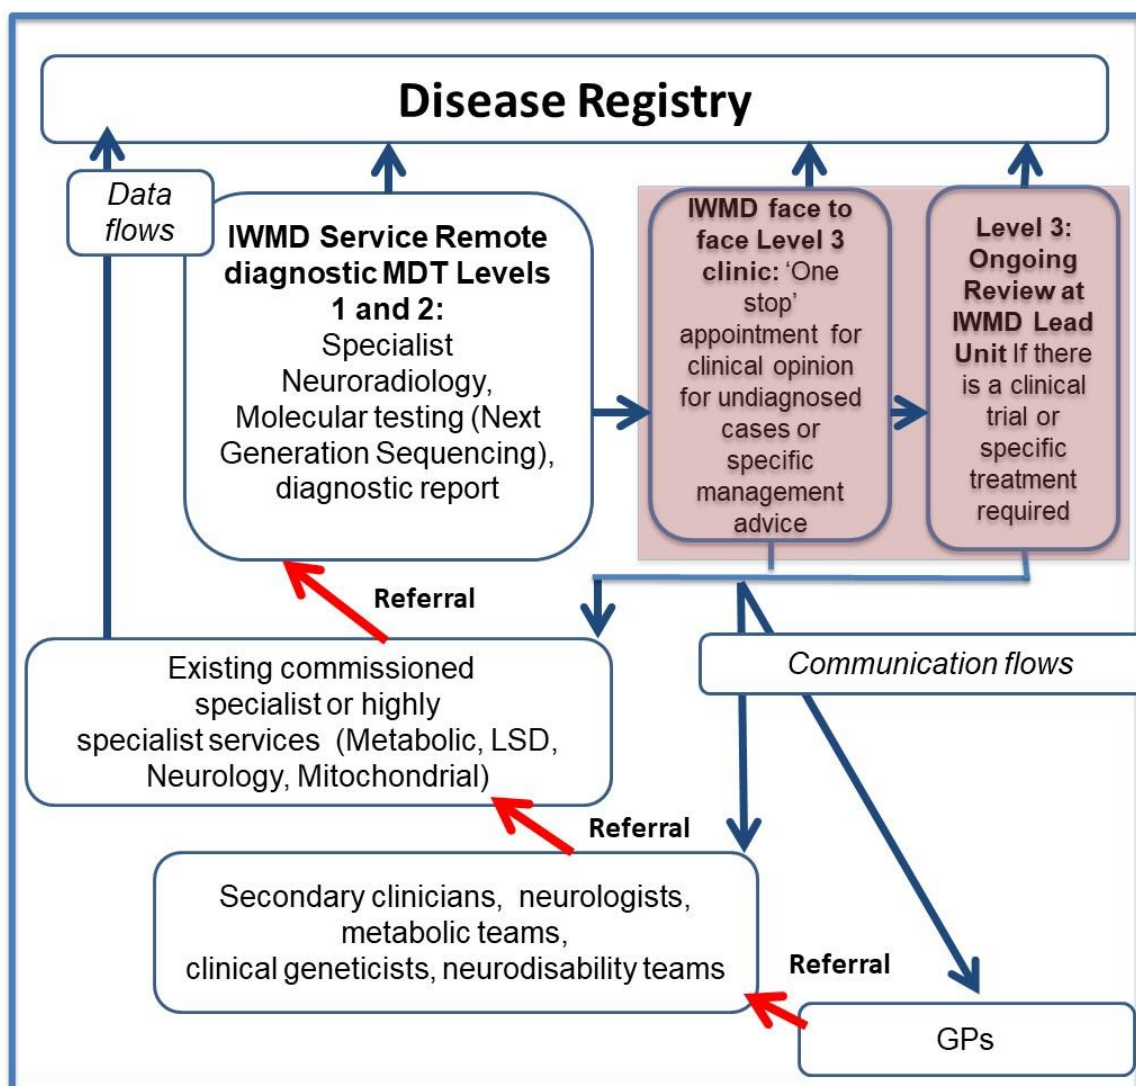 Disease Registry
Data
flows
IWMD Service Remote
diagnostic MDT Levels
1 and 2:
Specialist
Neuroradiology,
Molecular testing (Next
Generation Sequencing),
diagnostic report
IWMD face to
face Level 3
clinic: ‘One
stop’
appointment for
clinical opinion
for undiagnosed
cases or
specific
management
advice
Level 3:
Ongoing
Review at
IWMD Lead
Unit If there
is a clinical
trial or
specific
treatment
required
Referral
Existing commissioned
specialist or highly
specialist services (Metabolic, LSD,
Neurology, Mitochondrial)
Communication flows
Referral
Secondary clinicians, neurologists,
metabolic teams,
clinical geneticists, neurodisability teams
Referral
GPs